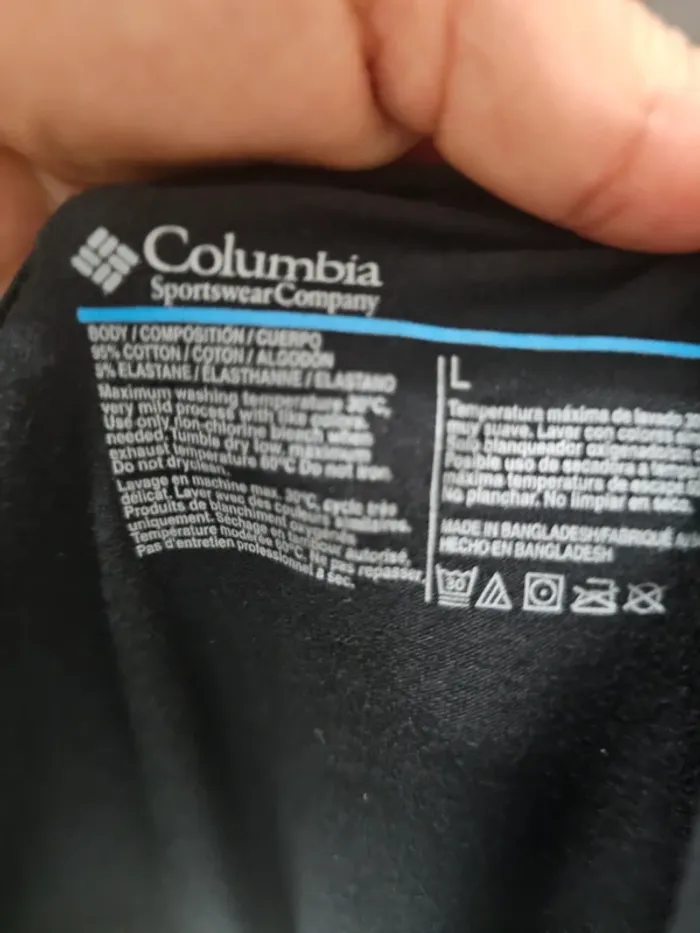 Columbia
Sportswear Company
BODY / COMPOSITION / CUERPO
95% COTTON / COTON / ALGODÓN
5% ELASTANE / ELASTHANNE / ELASTANO
Maximum washing temperature 30°C,
very mild process with like colors.
Use only non-chlorine bleach when
needed. Tumble dry low, maximum
exhaust temperature 60°C Do not iron.
Do not dryclean.
Lavage en machine max. 30°C, cycle très
délicat. Laver avec des couleurs similaires.
Produits de blanchiment oxygénés
uniquement. Séchage en tambour autorisé.
Température modérée 60°C. Ne pas repasser.
Pas d'entretien professionnel à sec.
L
Temperatura máxima de lavado
muy suave. Lavar con colores
Solo blanqueador oxigenado
Posible uso de secadora a
máxima temperatura de
No planchar. No limpiar en
MADE IN BANGLADESH/FABRIQUÉ
HECHO EN BANGLADESH
30